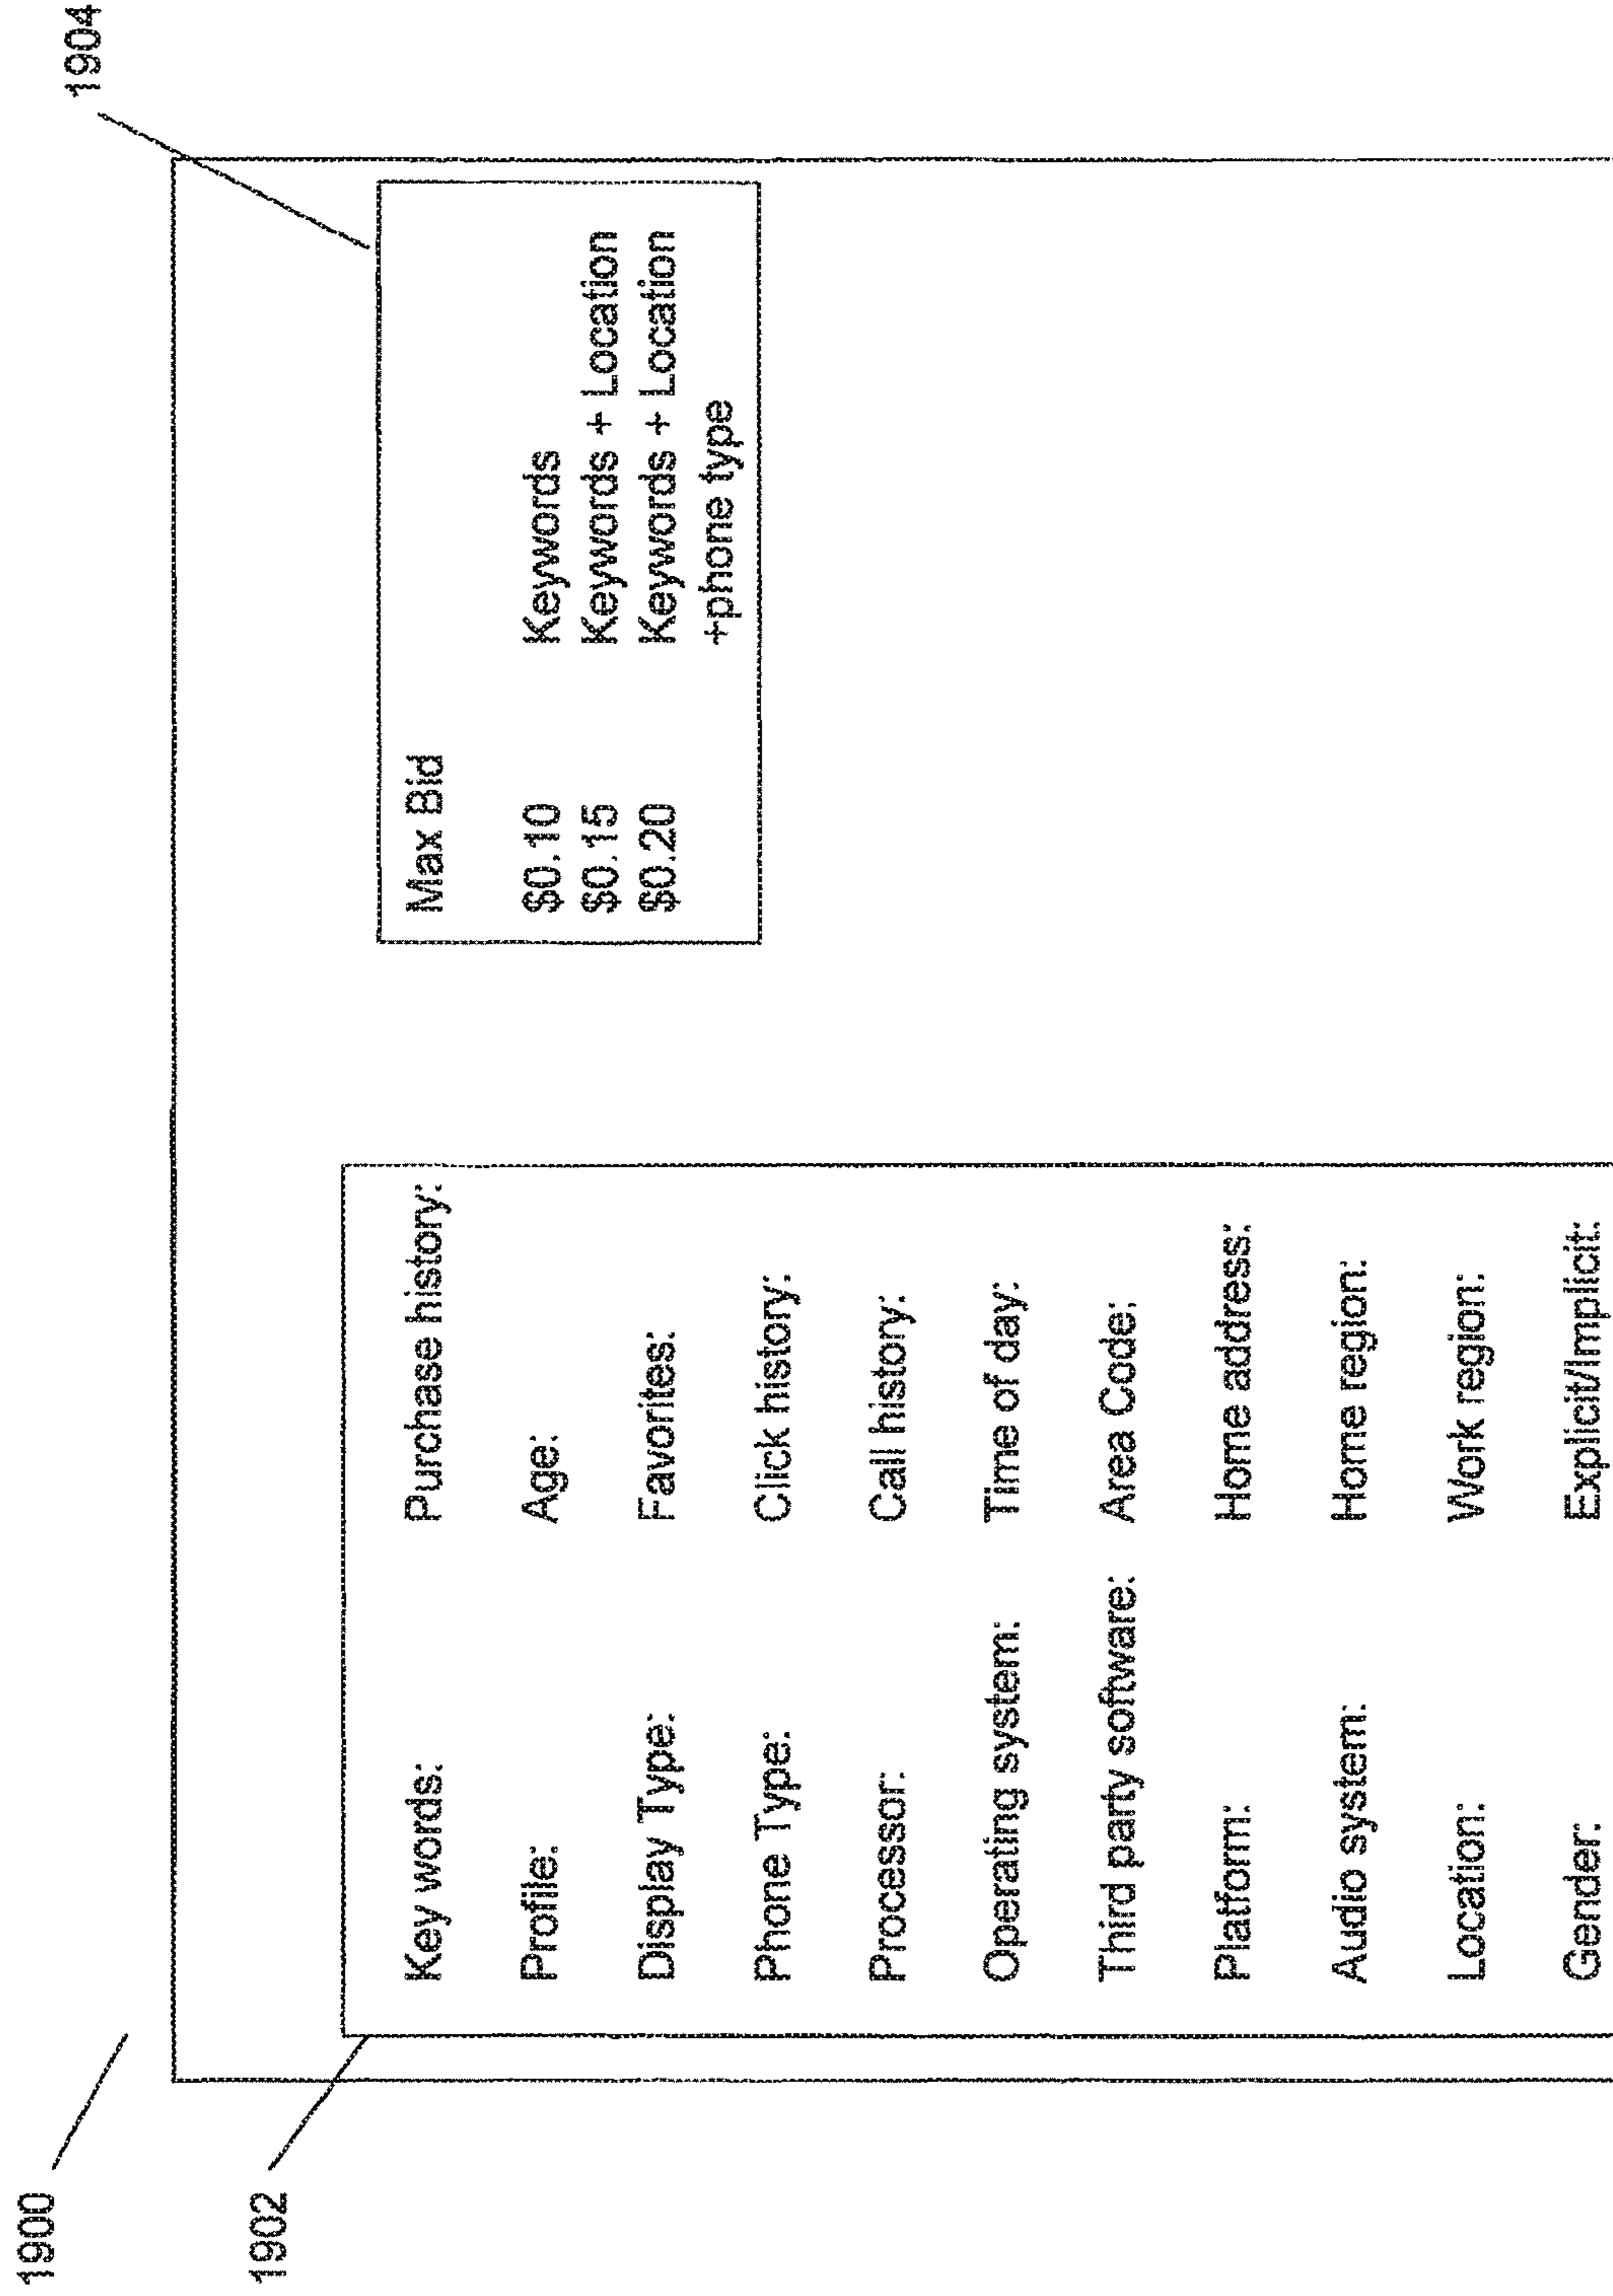 1900
1902
1904
Key words: Purchase history:
Profile: Age:
Display Type: Favorites:
Phone Type: Click history:
Processor: Call history:
Operating system: Time of day:
Third party software: Area Code:
Platform: Home address:
Audio system: Home region:
Location: Work region:
Gender: Explicit/Implicit:
Max Bid
$0.10 Keywords
$0.15 Keywords + Location
$0.20 Keywords + Location
+phone type